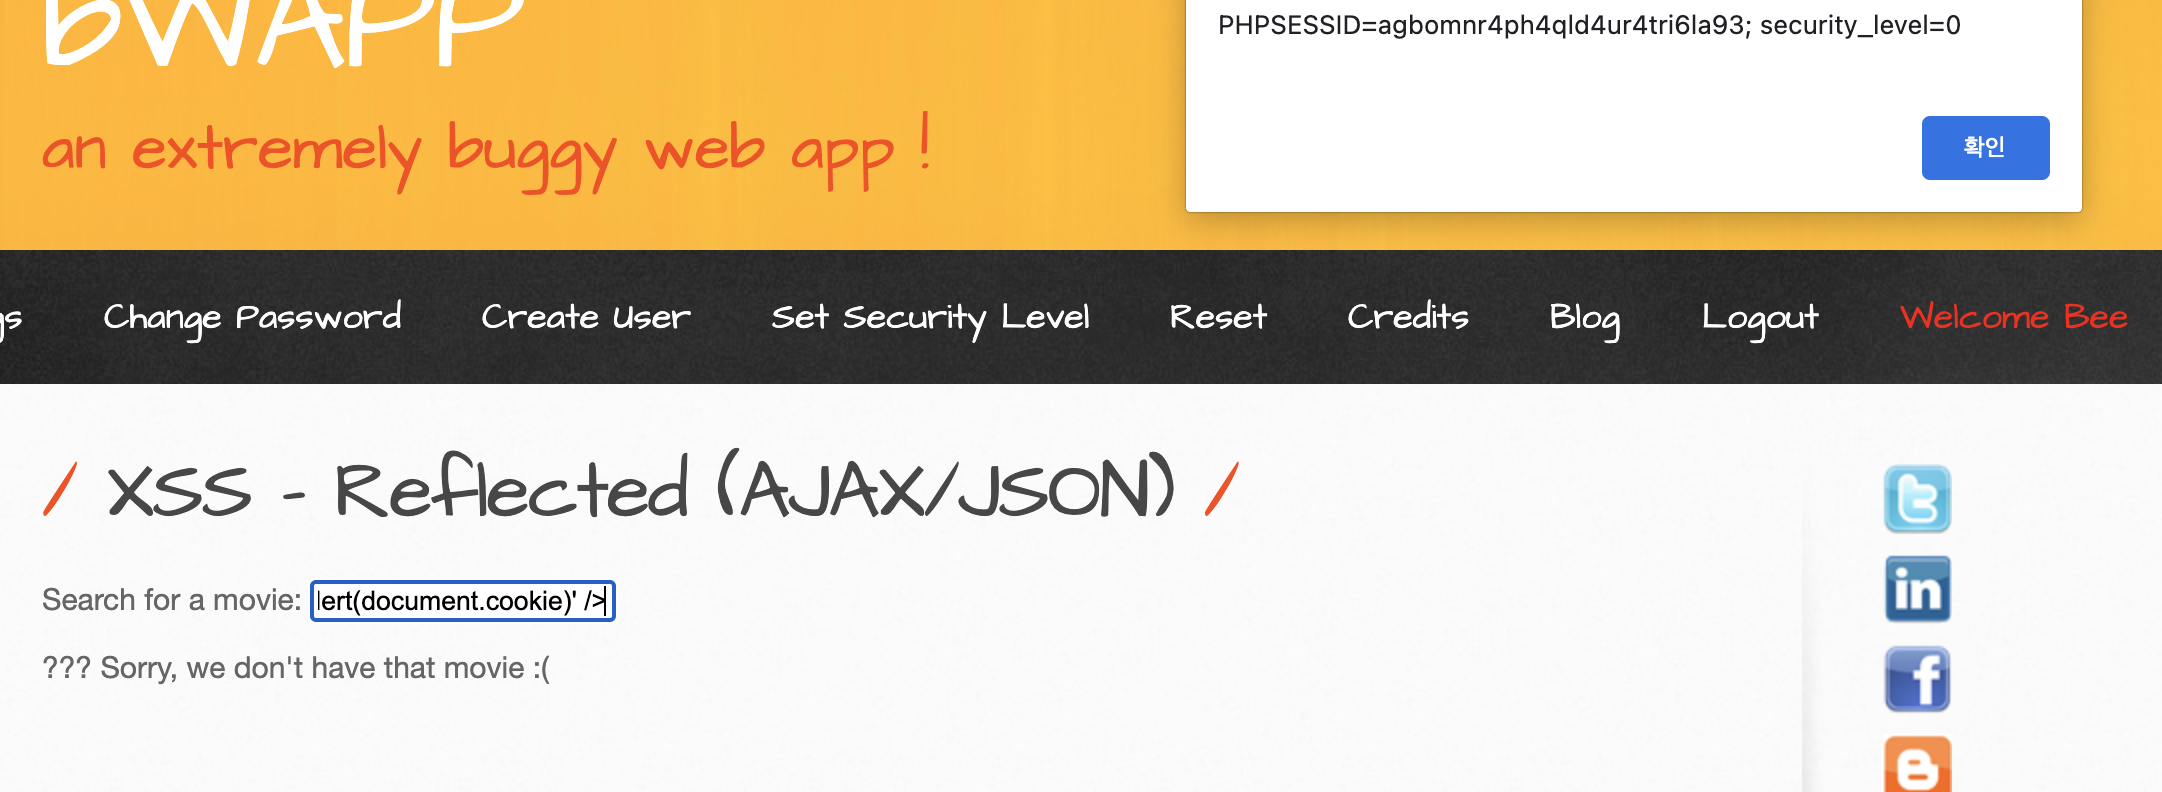 bWAPP
PHPSESSID=agbomnr4ph4qld4ur4tri6la93; security_level=0
an extremely buggy web app !
확인
gs Change Password Create User Set Security Level Reset Credits Blog Logout Welcome Bee
/ XSS - Reflected (AJAX/JSON) /
Search for a movie: lert(document.cookie)' />
??? Sorry, we don't have that movie :(